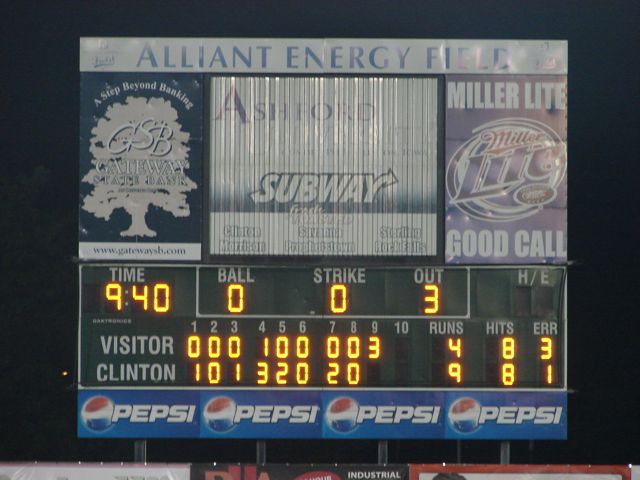 ALLIANT ENERGY FIELD
A Step Beyond Banking
GSB
GATEWAY
STATE BANK
www.gatewaysb.com
ASHFORD
SUBWAY
Clinton Savanna Sterling
Morrison Prophetstown Rock Falls
MILLER LITE
Miller
Lite
GOOD CALL
TIME BALL STRIKE OUT H / E
9:40 0 0 3
DAKTRONICS
1 2 3 4 5 6 7 8 9 10 RUNS HITS ERR
VISITOR 0 0 0 1 0 0 0 0 3 4 8 3
CLINTON 1 0 1 3 2 0 2 0 9 8 1
PEPSI PEPSI PEPSI PEPSI
INDUSTRIAL